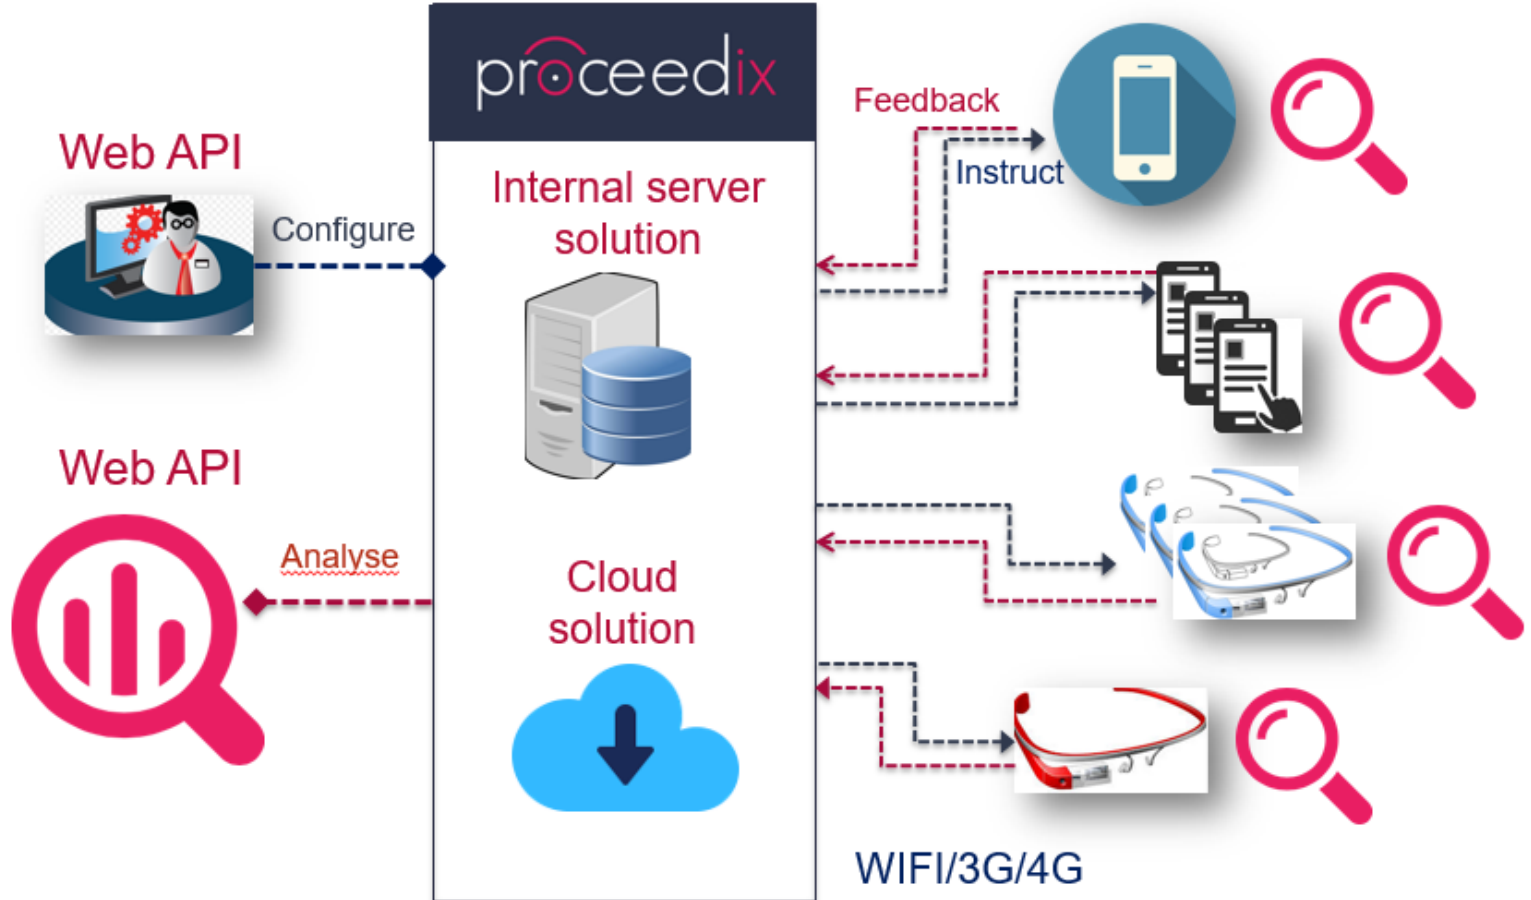 proceedix
Web API
Configure
Web API
Analyse
Internal server
solution
Cloud
solution
Feedback
Instruct
WIFI/3G/4G